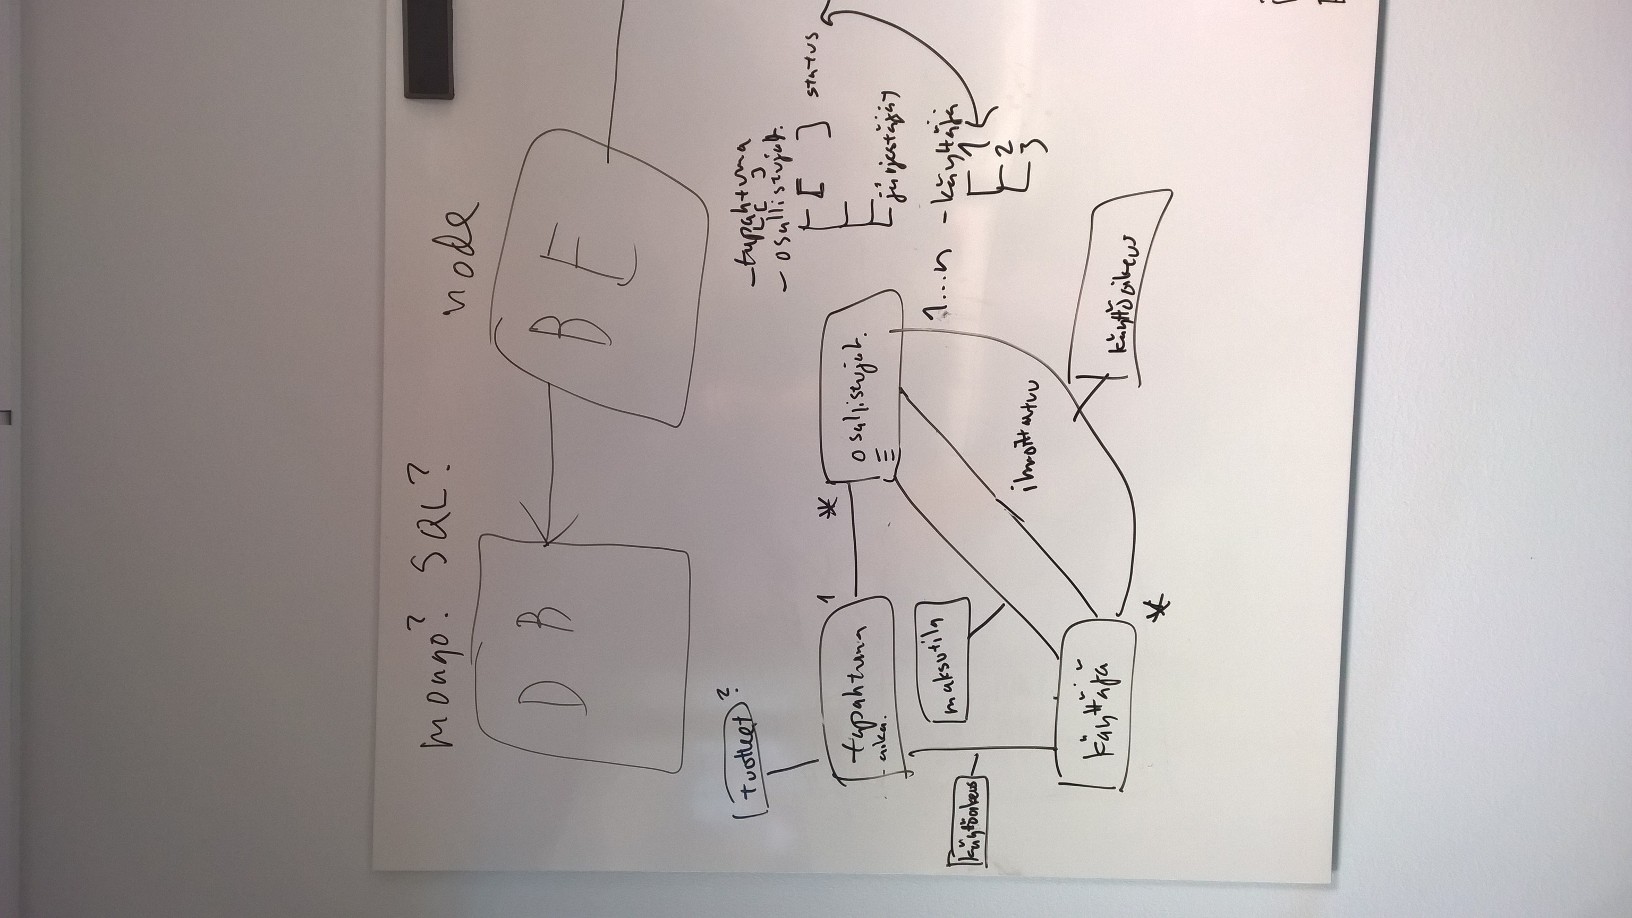 mongo? SQL?
node
DB
BE
tuotteet?
tapahtuma
- aika.
1
*
osallistujat.
käyttöoikeus
maksutila
ilmoittautuu
1...n
käyttäjä
*
käyttöoikeus
- tapahtuma
[ [ ]
- osallistujat.
[ ] status
järjestäjä
- käyttäjä
1
2
3